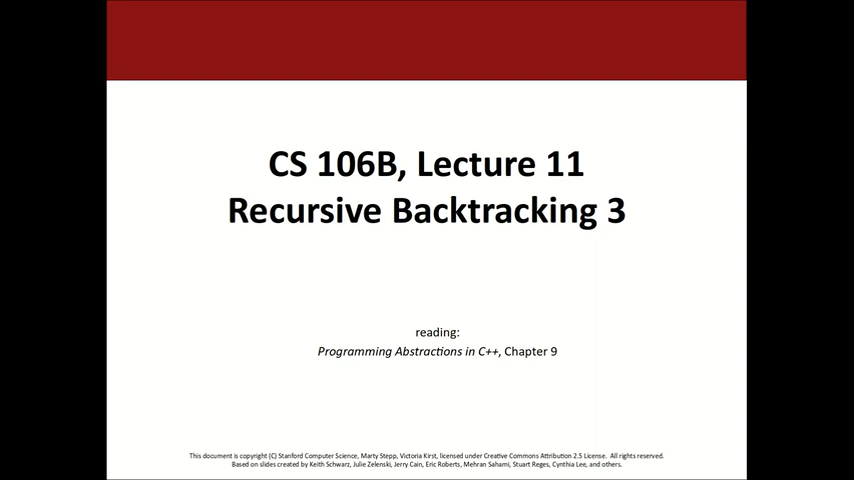 CS 106B, Lecture 11
Recursive Backtracking 3
reading:
Programming Abstractions in C++, Chapter 9
This document is copyright (C) Stanford Computer Science, Marty Stepp, Victoria Kirst, licensed under Creative Commons Attribution 2.5 License.  All rights reserved.
Based on slides created by Keith Schwarz, Julie Zelenski, Jerry Cain, Eric Roberts, Mehran Sahami, Stuart Reges, Cynthia Lee, and others.